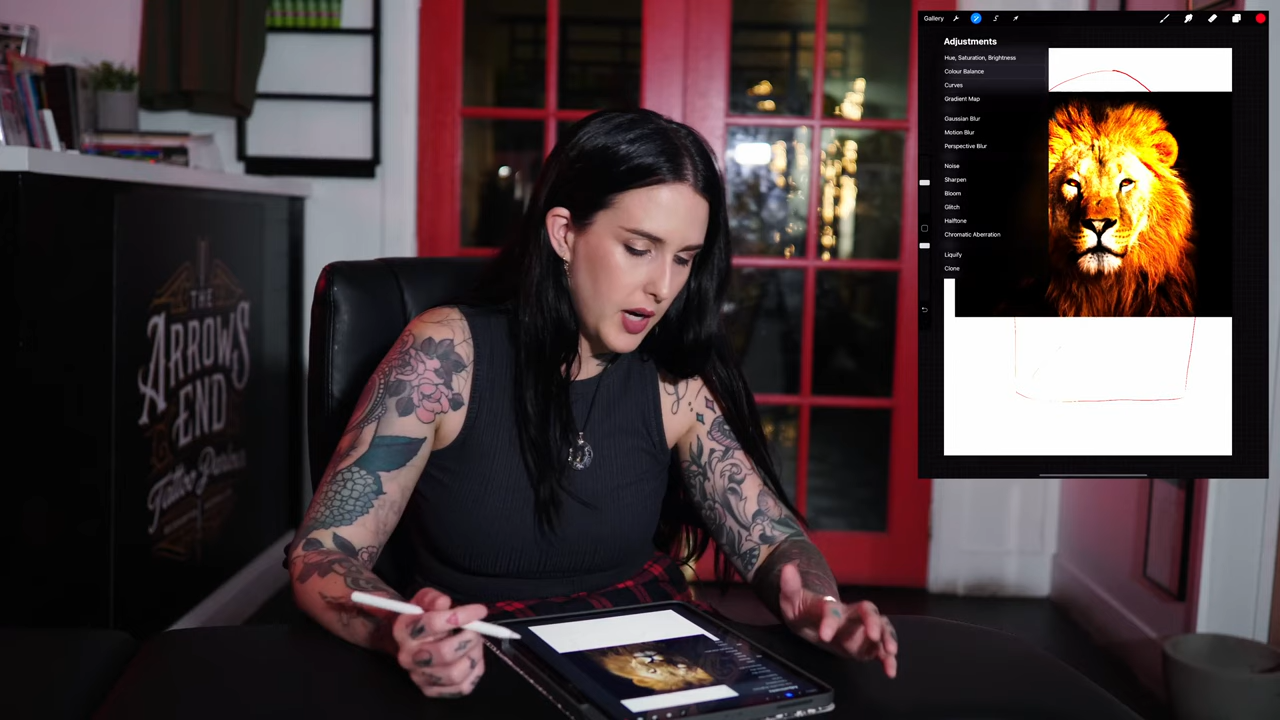 Gallery
Adjustments
Hue, Saturation, Brightness
Colour Balance
Curves
Gradient Map
Gaussian Blur
Motion Blur
Perspective Blur
Noise
Sharpen
Bloom
Glitch
Halftone
Chromatic Aberration
Liquify
Clone
THE
ARROWS
END
Tattoo